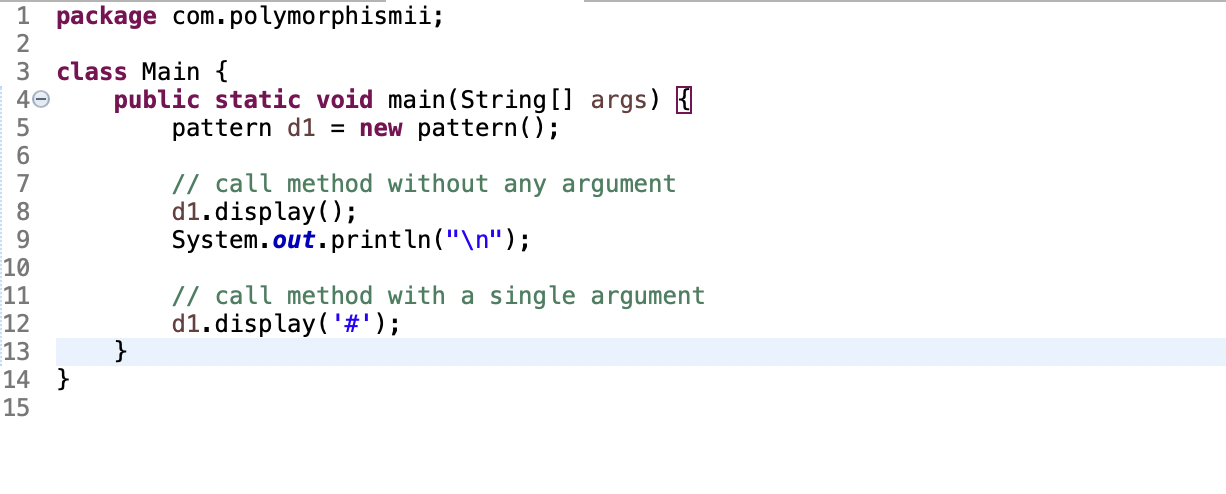 1 package com.polymorphismii;
2
3 class Main {
4 public static void main(String[] args) {
5 pattern d1 = new pattern();
6
7 // call method without any argument
8 d1.display();
9 System.out.println("\n");
10
11 // call method with a single argument
12 d1.display('#');
13 }
14 }
15